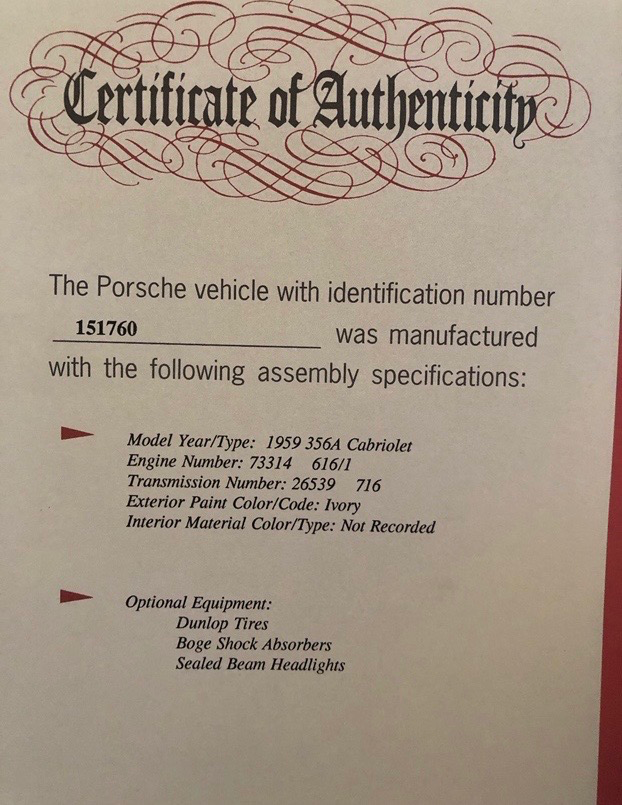 Certificate of Authenticity
The Porsche vehicle with identification number
151760 was manufactured
with the following assembly specifications:
Model Year/Type: 1959 356A Cabriolet
Engine Number: 73314 616/1
Transmission Number: 26539 716
Exterior Paint Color/Code: Ivory
Interior Material Color/Type: Not Recorded
Optional Equipment:
Dunlop Tires
Boge Shock Absorbers
Sealed Beam Headlights